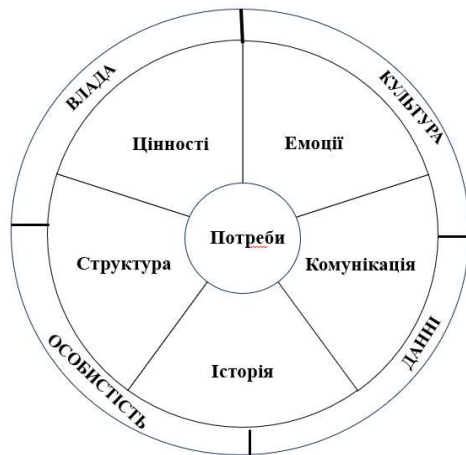 ВЛАДА
КУЛЬТУРА
Цінності
Емоції
Потреби
Структура
Комунікація
Історія
ОСОБИСТІСТЬ
ДАННІ